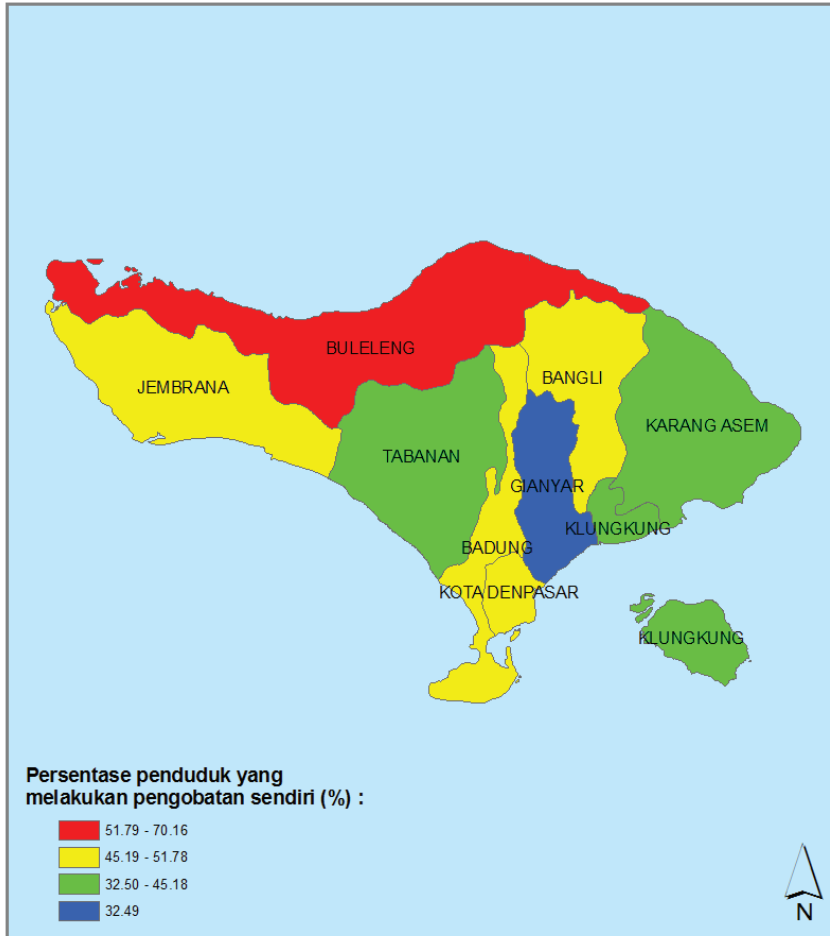 BULELENG
JEMBRANA
BANGLI
KARANG ASEM
TABANAN
GIANYAR
KLUNGKUNG
BADUNG
KOTA DENPASAR
KLUNGKUNG
Persentase penduduk yang
melakukan pengobatan sendiri (%) :
51.79 - 70.16
45.19 - 51.78
32.50 - 45.18
32.49
N